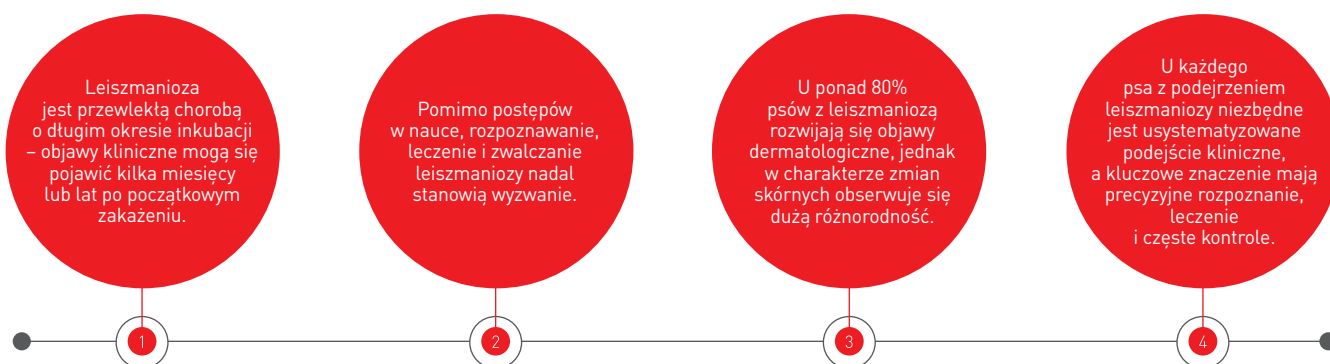 Leiszmanioza
jest przewlekłą chorobą
o długim okresie inkubacji
– objawy kliniczne mogą się
pojawić kilka miesięcy
lub lat po początkowym
zakażeniu.
Pomimo postępów
w nauce, rozpoznawanie,
leczenie i zwalczanie
leiszmaniozy nadal
stanowią wyzwanie.
U ponad 80%
psów z leiszmaniozą
rozwijają się objawy
dermatologiczne, jednak
w charakterze zmian
skórnych obserwuje się
dużą różnorodność.
U każdego
psa z podejrzeniem
leiszmaniozy niezbędne
jest usystematyzowane
podejście kliniczne,
a kluczowe znaczenie mają
precyzyjne rozpoznanie,
leczenie
i częste kontrole.
1
2
3
4